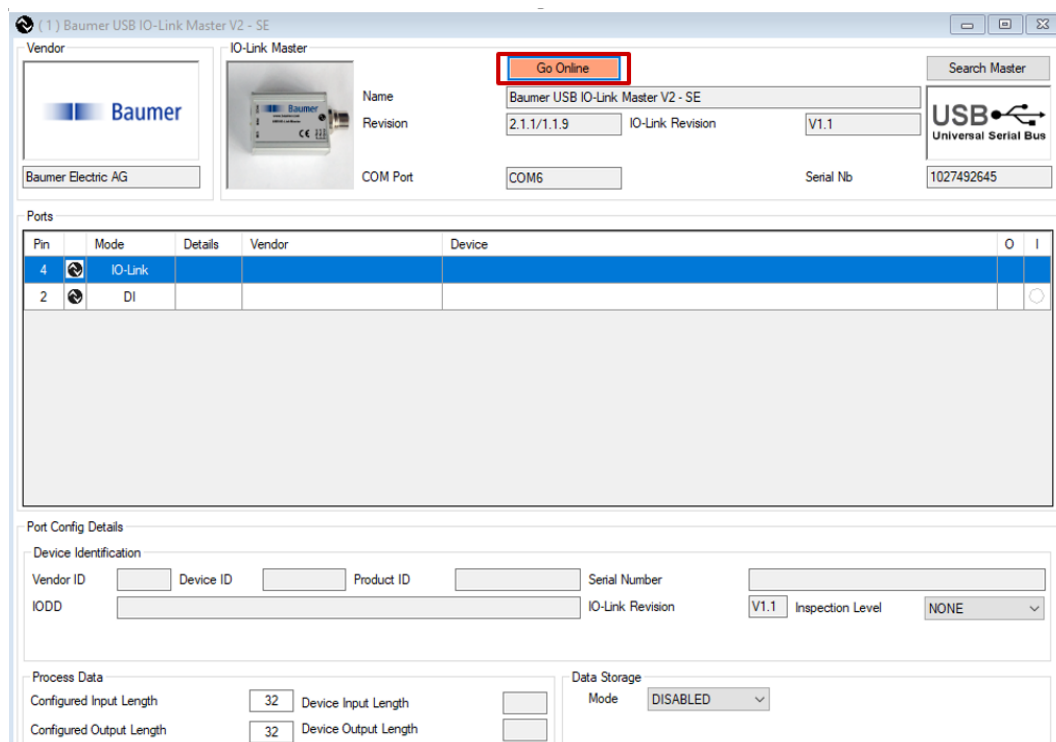 ( 1 ) Baumer USB IO-Link Master V2 - SE
Vendor
IO-Link Master
Go Online
Search Master
Baumer
Baumer
Name
Baumer USB IO-Link Master V2 - SE
Revision
2.1.1/1.1.9
IO-Link Revision
V1.1
USB
Universal Serial Bus
Baumer Electric AG
COM Port
COM6
Serial Nb
1027492645
Ports
Pin Mode Details Vendor Device O I
4 IO-Link
2 DI
Port Config Details
Device Identification
Vendor ID Device ID Product ID Serial Number
IODD IO-Link Revision V1.1 Inspection Level NONE
Process Data
Data Storage
Configured Input Length 32 Device Input Length
Mode DISABLED
Configured Output Length 32 Device Output Length